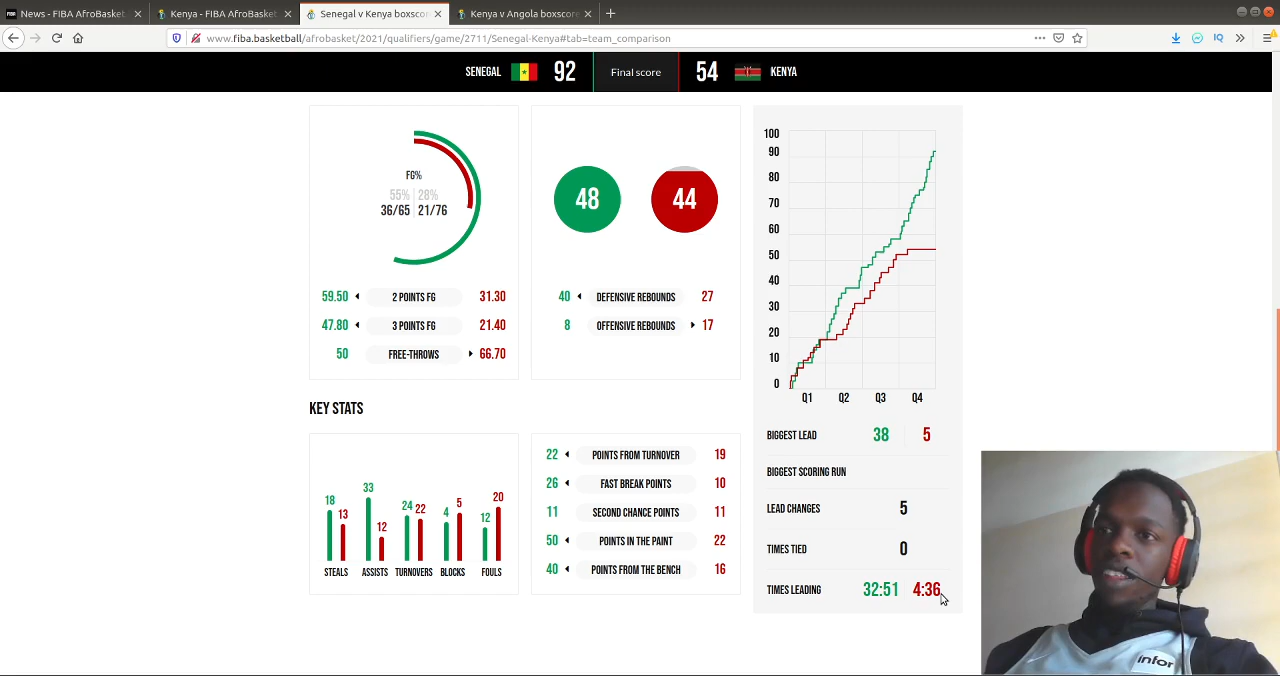 News - FIBA AfroBasket
Kenya - FIBA AfroBasket
Senegal v Kenya boxscor
Kenya v Angola boxscore
www.fiba.basketball/afrobasket/2021/qualifiers/game/2711/Senegal-Kenya#tab=team_comparison
SENEGAL 92 Final score 54 KENYA
FG%
55% 28%
36/65 21/76
59.50 2 POINTS FG 31.30
47.80 3 POINTS FG 21.40
50 FREE-THROWS 66.70
48 44
40 DEFENSIVE REBOUNDS 27
8 OFFENSIVE REBOUNDS 17
100
90
80
70
60
50
40
30
20
10
0
Q1 Q2 Q3 Q4
BIGGEST LEAD 38 5
BIGGEST SCORING RUN
LEAD CHANGES 5
TIMES TIED 0
TIMES LEADING 32:51 4:36
KEY STATS
18 13 33 12 24 22 4 5 12 20
STEALS ASSISTS TURNOVERS BLOCKS FOULS
22 POINTS FROM TURNOVER 19
26 FAST BREAK POINTS 10
11 SECOND CHANCE POINTS 11
50 POINTS IN THE PAINT 22
40 POINTS FROM THE BENCH 16
infor